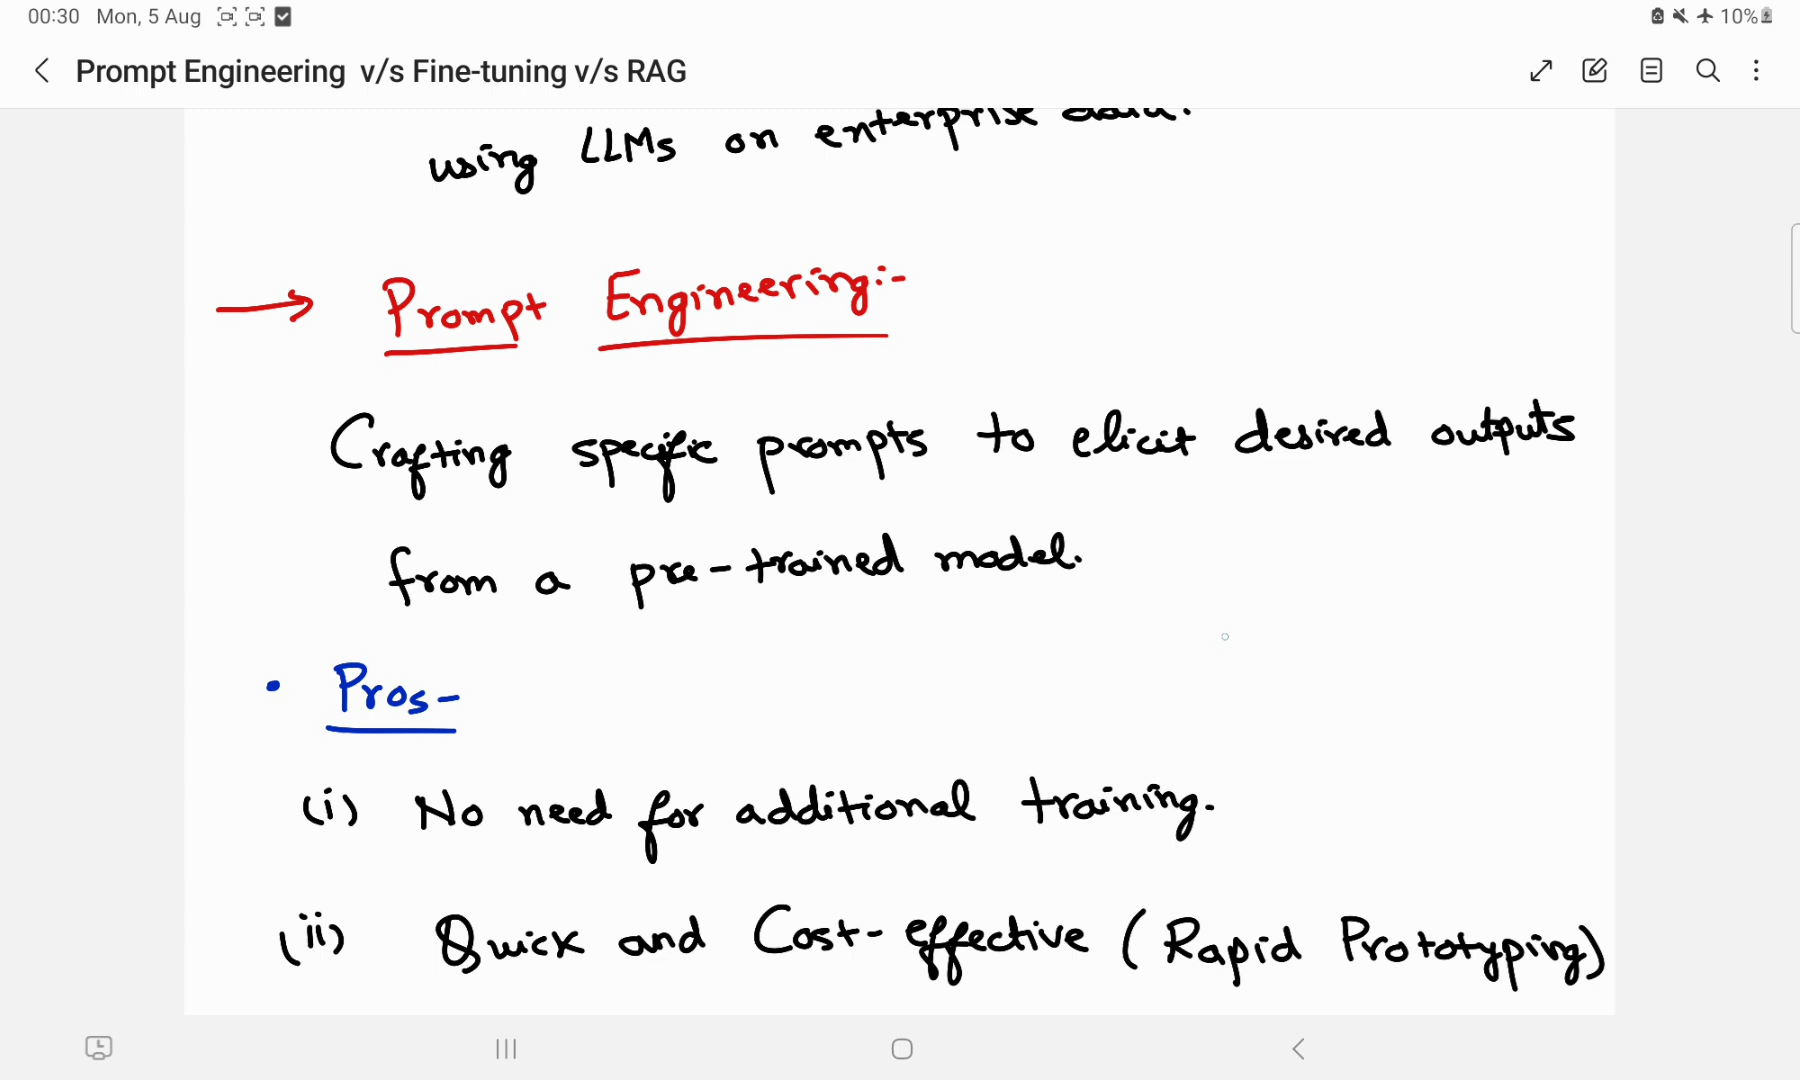 00:30 Mon, 5 Aug
10%
Prompt Engineering v/s Fine-tuning v/s RAG
using LLMs on enterprise data.
→ Prompt Engineering:-
Crafting specific prompts to elicit desired outputs
from a pre-trained model.
• Pros-
(i) No need for additional training.
(ii) Quick and Cost-effective (Rapid Prototyping)